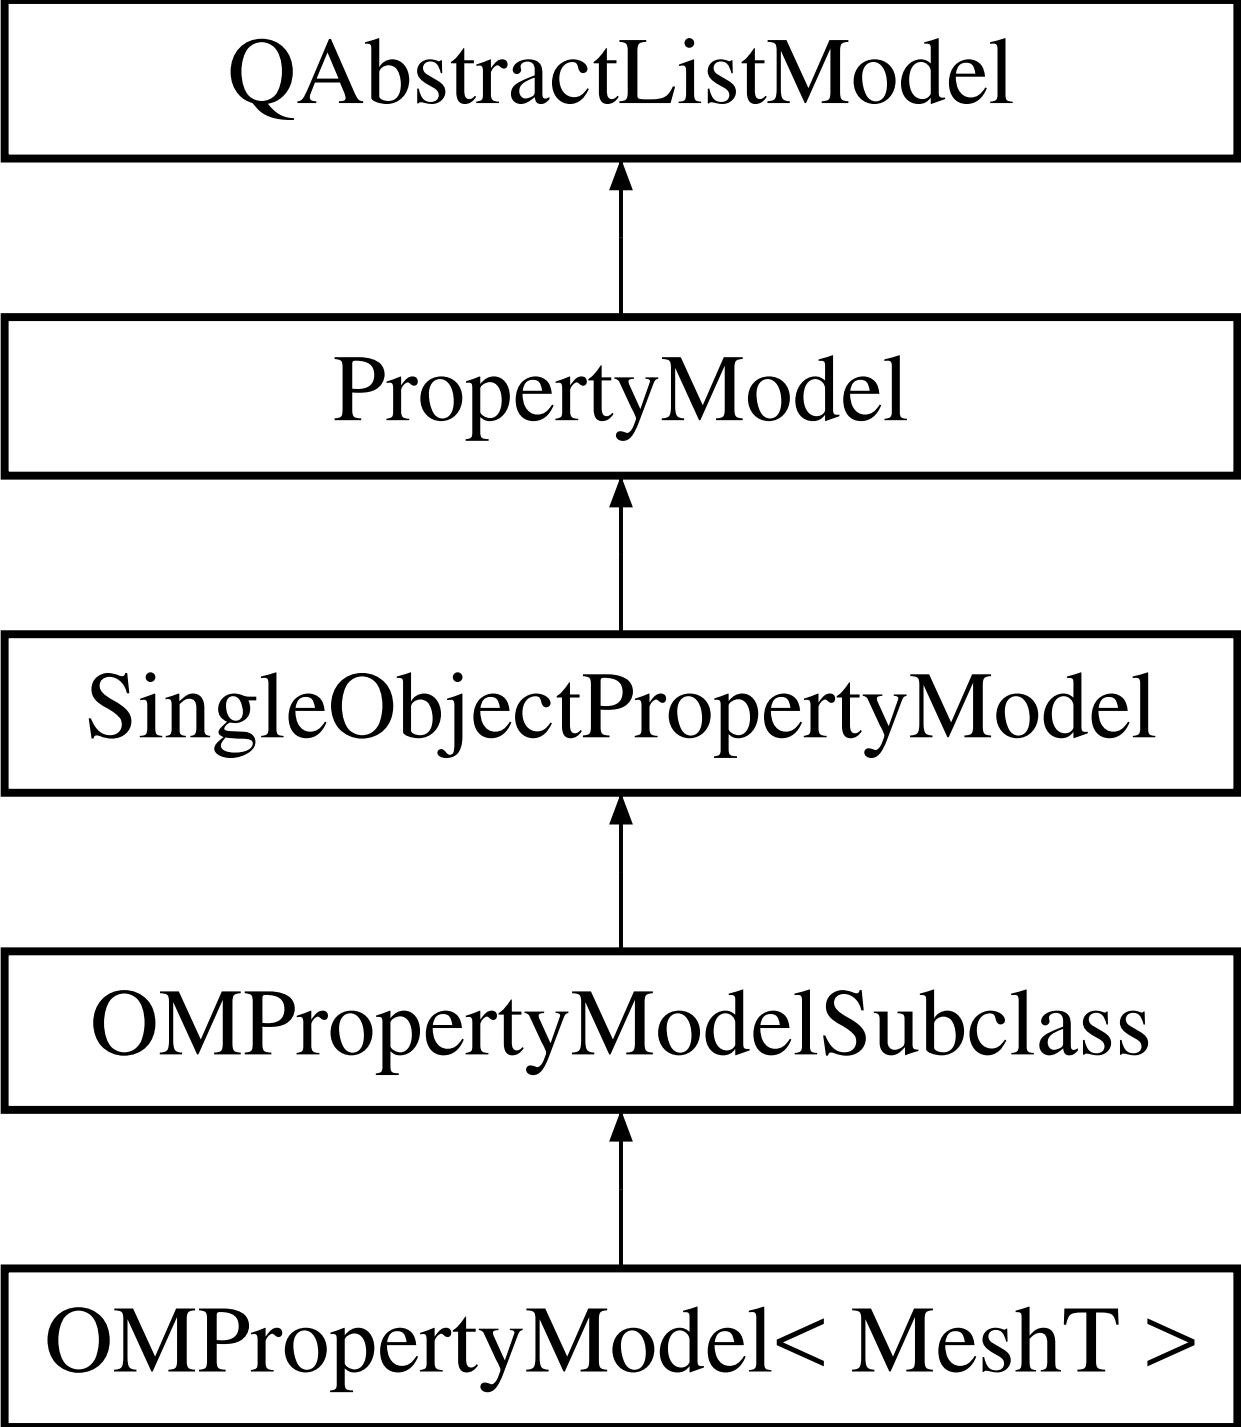 QAbstractListModel
PropertyModel
SingleObjectPropertyModel
OMPropertyModelSubclass
OMPropertyModel< MeshT >